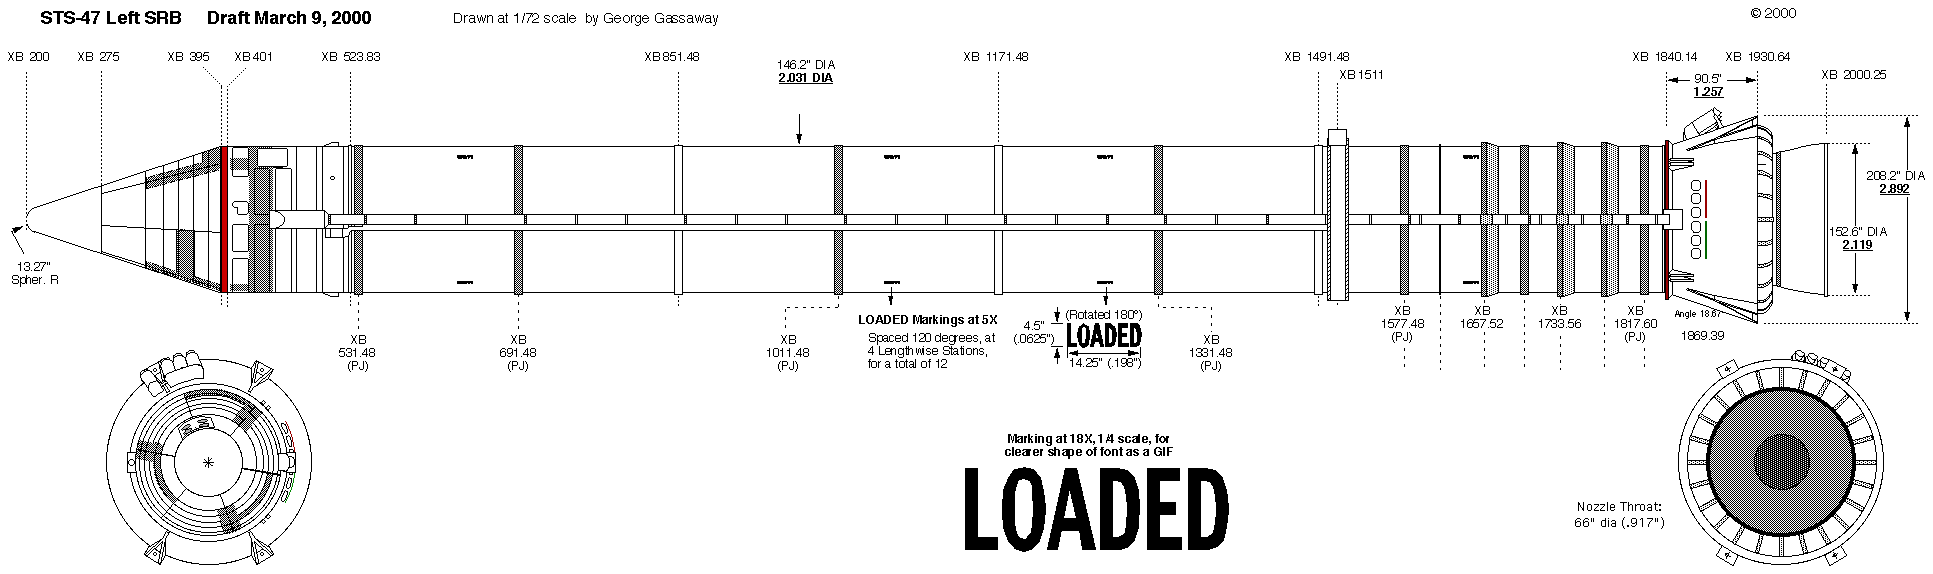 STS-47 Left SRB Draft March 9, 2000 Drawn at 1/72 scale by George Gassaway © 2000
XB 200 XB 275 XB 395 XB 401 XB 523.83 XB 851.48 XB 1171.48 XB 1491.48 XB 1840.14 XB 1930.64
146.2" DIA
2.031 DIA
XB 1511
XB 2000.25
90.5"
1.257
208.2" DIA
2.892
152.6" DIA
2.119
13.27"
Spher. R
XB
531.48
(PJ)
XB
691.48
(PJ)
XB
1011.48
(PJ)
LOADED Markings at 5X
Spaced 120 degrees, at
4 Lengthwise Stations,
for a total of 12
(Rotated 180°)
4.5"
(.0625")
LOADED
14.25" (.198")
XB
1331.48
(PJ)
XB
1577.48
(PJ)
XB
1657.52
XB
1733.56
XB
1817.60
(PJ)
Angle 18.67
1869.39
Marking at 18X, 1/4 scale, for
clearer shape of font as a GIF
LOADED
Nozzle Throat:
66" dia (.917")